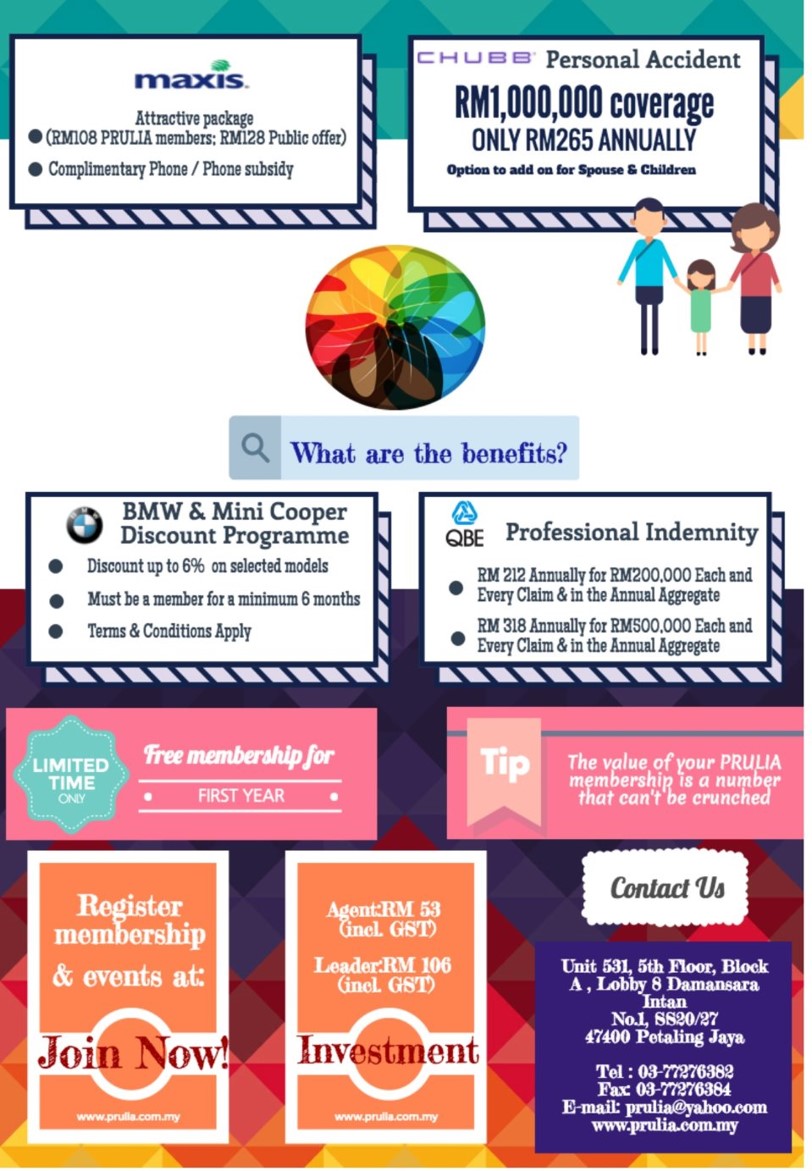 maxis.
Attractive package
(RM108 PRULIA members; RM128 Public offer)
Complimentary Phone / Phone subsidy
CHUBB Personal Accident
RM1,000,000 coverage
ONLY RM265 ANNUALLY
Option to add on for Spouse & Children
What are the benefits?
BMW & Mini Cooper
Discount Programme
Discount up to 6% on selected models
Must be a member for a minimum 6 months
Terms & Conditions Apply
QBE Professional Indemnity
RM 212 Annually for RM200,000 Each and
Every Claim & in the Annual Aggregate
RM 318 Annually for RM500,000 Each and
Every Claim & in the Annual Aggregate
LIMITED
TIME
ONLY
Free membership for
FIRST YEAR
Tip
The value of your PRULIA
membership is a number
that can't be crunched
Register
membership
& events at:
Join Now!
www.prulia.com.my
Agent:RM 53
(incl. GST)
Leader:RM 106
(incl. GST)
Investment
www.prulia.com.my
Contact Us
Unit 531, 5th Floor, Block
A , Lobby 8 Damansara
Intan
No.1, SS20/27
47400 Petaling Jaya
Tel : 03-77276382
Fax: 03-77276384
E-mail: prulia@yahoo.com
www.prulia.com.my